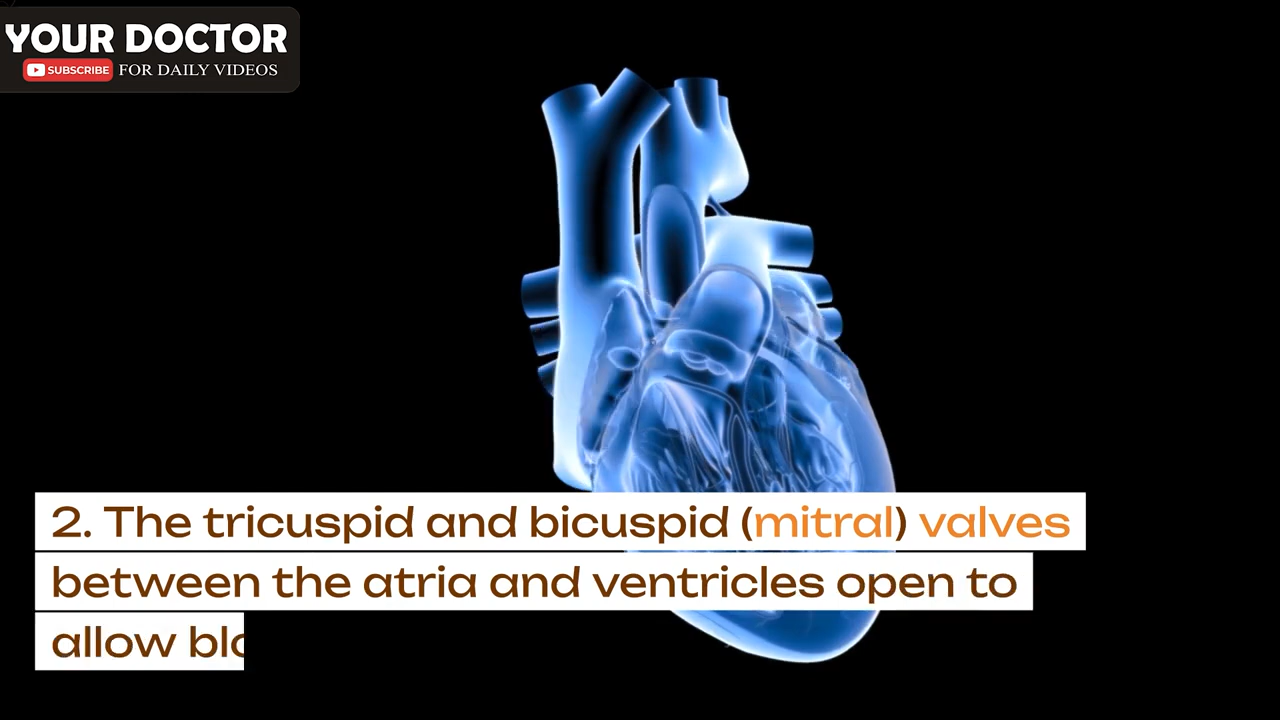 YOUR DOCTOR
SUBSCRIBE FOR DAILY VIDEOS
2. The tricuspid and bicuspid (mitral) valves
between the atria and ventricles open to
allow